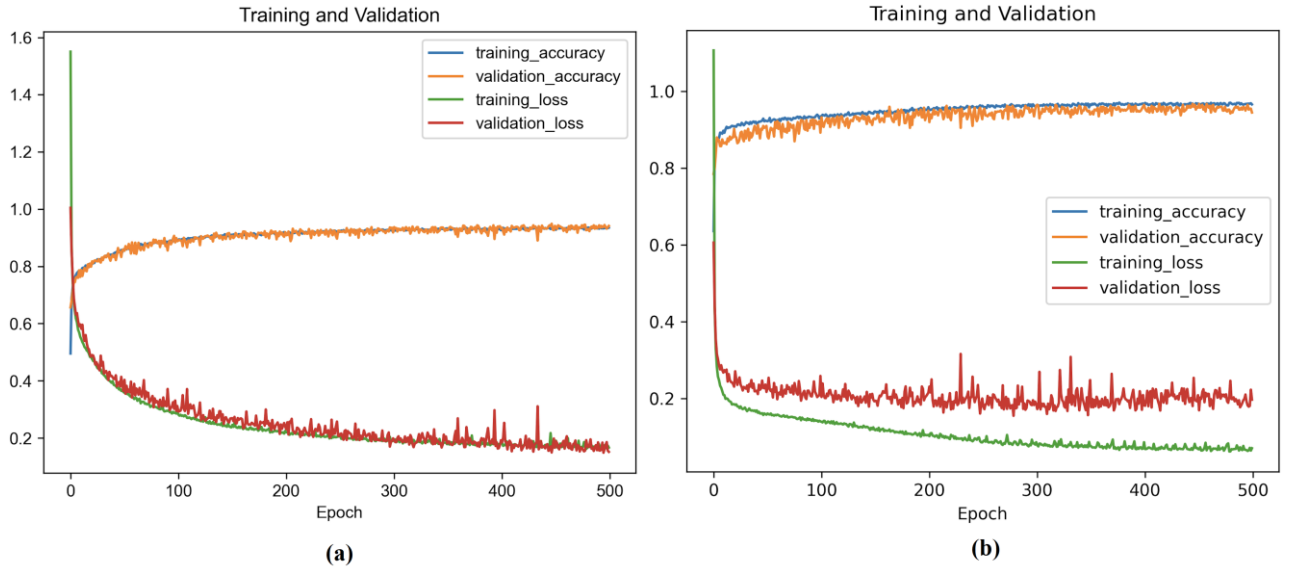 Training and Validation
1.6
1.4
1.2
1.0
0.8
0.6
0.4
0.2
training_accuracy
validation_accuracy
training_loss
validation_loss
0 100 200 300 400 500
Epoch
(a)
Training and Validation
1.0
0.8
0.6
0.4
0.2
training_accuracy
validation_accuracy
training_loss
validation_loss
0 100 200 300 400 500
Epoch
(b)